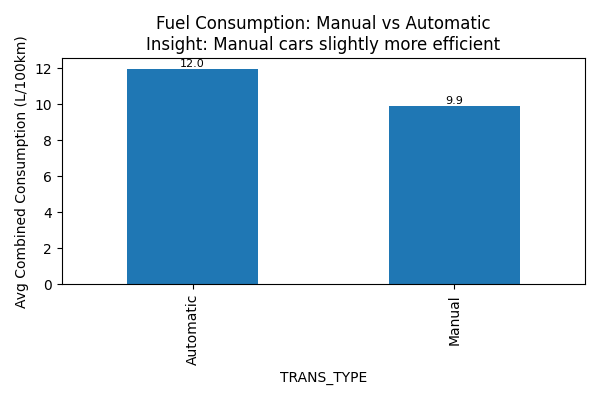 Fuel Consumption: Manual vs Automatic
Insight: Manual cars slightly more efficient
Avg Combined Consumption (L/100km)
12
10
8
6
4
2
0
12.0
9.9
Automatic
Manual
TRANS_TYPE